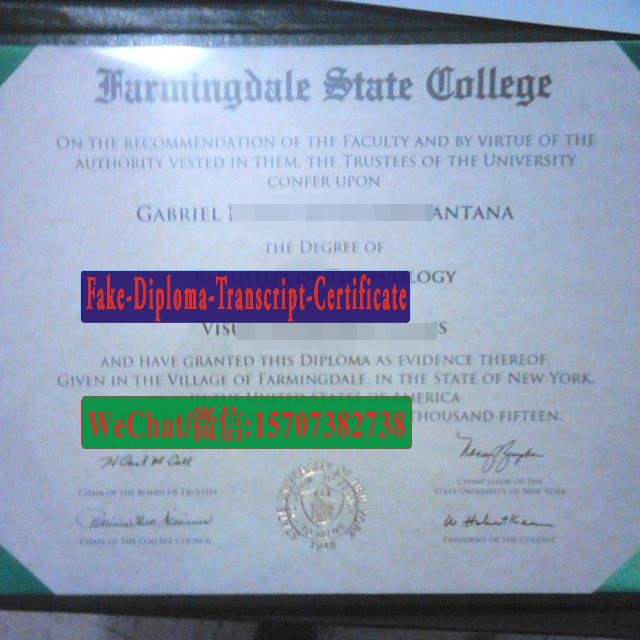 Farmingdale State College
ON THE RECOMMENDATION OF THE FACULTY AND BY VIRTUE OF THE
AUTHORITY VESTED IN THEM, THE TRUSTEES OF THE UNIVERSITY
CONFER UPON
GABRIEL ANTANA
THE DEGREE OF
LOGY
Fake-Diploma-Transcript-Certificate
VISU S
AND HAVE GRANTED THIS DIPLOMA AS EVIDENCE THEREOF.
GIVEN IN THE VILLAGE OF FARMINGDALE, IN THE STATE OF NEW YORK,
IN THE UNITED STATES OF AMERICA
THOUSAND FIFTEEN.
WeChat/微信:15707382738
CHAIR OF THE BOARD OF TRUSTEES
CHANCELLOR OF THE
STATE UNIVERSITY OF NEW YORK
CHAIR OF THE COLLEGE COUNCIL
PRESIDENT OF THE COLLEGE